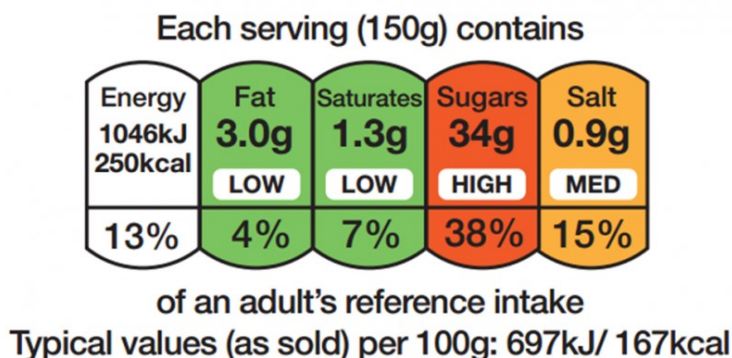 Each serving (150g) contains
Energy Fat Saturates Sugars Salt
1046kJ 250kcal 3.0g 1.3g 34g 0.9g
LOW LOW HIGH MED
13% 4% 7% 38% 15%
of an adult's reference intake
Typical values (as sold) per 100g: 697kJ/ 167kcal